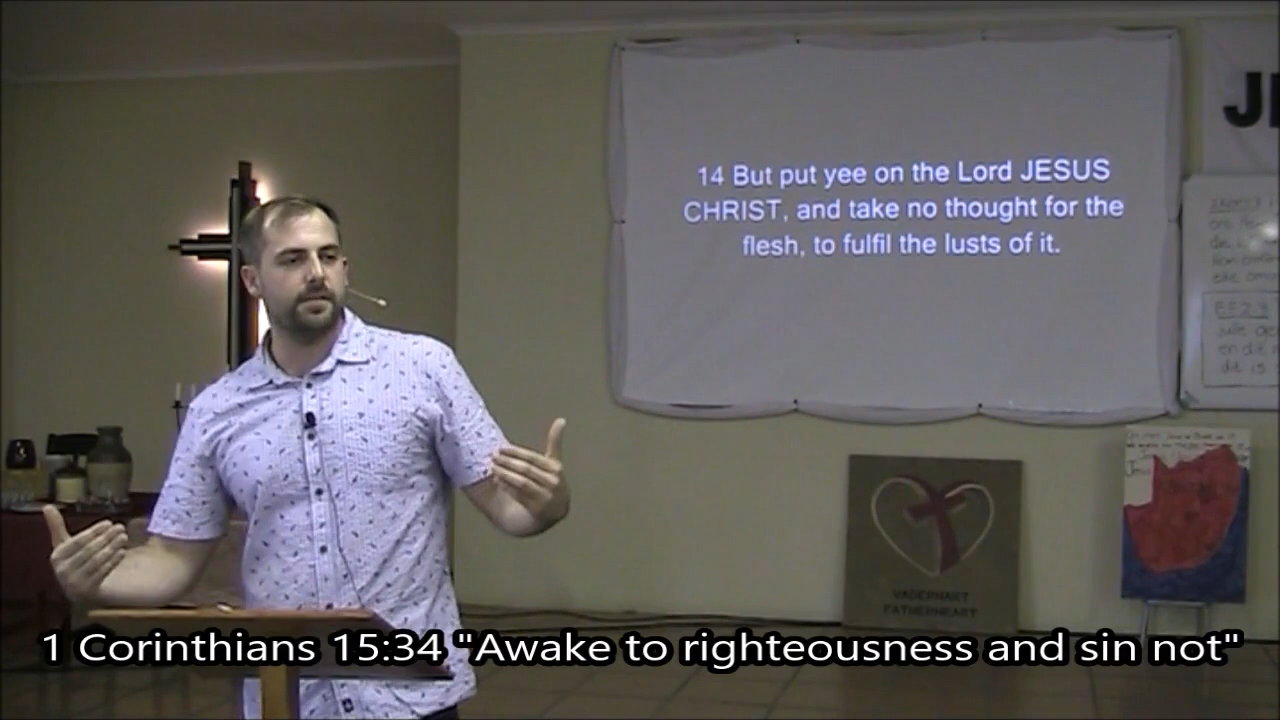 14 But put yee on the Lord JESUS
CHRIST, and take no thought for the
flesh, to fulfil the lusts of it.
VADERHART
FATHERHEART
1 Corinthians 15:34 "Awake to righteousness and sin not"